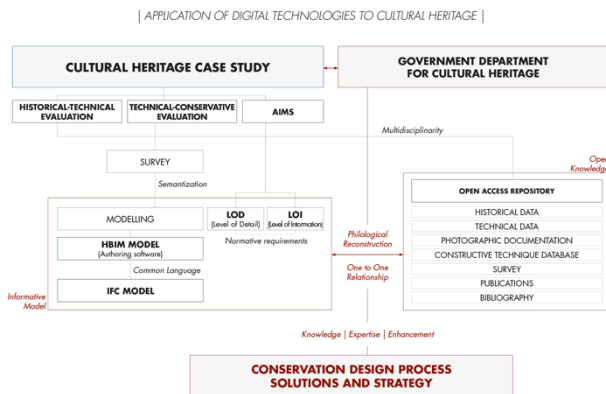 | APPLICATION OF DIGITAL TECHNOLOGIES TO CULTURAL HERITAGE |
CULTURAL HERITAGE CASE STUDY
GOVERNMENT DEPARTMENT
FOR CULTURAL HERITAGE
HISTORICAL-TECHNICAL
EVALUATION
TECHNICAL-CONSERVATIVE
EVALUATION
AIMS
Multidisciplinarity
SURVEY
Semantization
Open
Knowledge
OPEN ACCESS REPOSITORY
HISTORICAL DATA
TECHNICAL DATA
PHOTOGRAPHIC DOCUMENTATION
CONSTRUCTIVE TECHNIQUE DATABASE
SURVEY
PUBLICATIONS
BIBLIOGRAPHY
MODELLING
LOD
(Level of Detail)
LOI
(Level of Information)
Normative requirements
HBIM MODEL
(Authoring software)
Common Language
IFC MODEL
Informative
Model
Philological
Reconstruction
One to One
Relationship
Knowledge | Expertise | Enhancement
CONSERVATION DESIGN PROCESS
SOLUTIONS AND STRATEGY